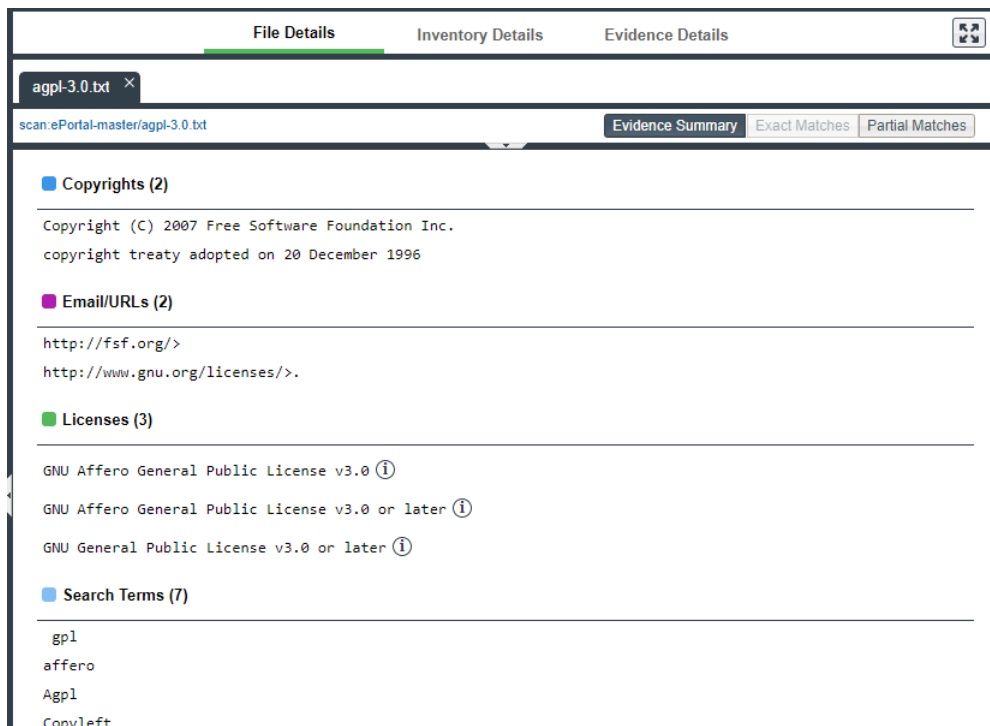 File Details
Inventory Details
Evidence Details
agpl-3.0.txt
scan:ePortal-master/agpl-3.0.txt
Evidence Summary
Exact Matches
Partial Matches
Copyrights (2)
Copyright (C) 2007 Free Software Foundation Inc.
copyright treaty adopted on 20 December 1996
Email/URLs (2)
http://fsf.org/>
http://www.gnu.org/licenses/>.
Licenses (3)
GNU Affero General Public License v3.0
GNU Affero General Public License v3.0 or later
GNU General Public License v3.0 or later
Search Terms (7)
gpl
affero
Agpl
Copyleft